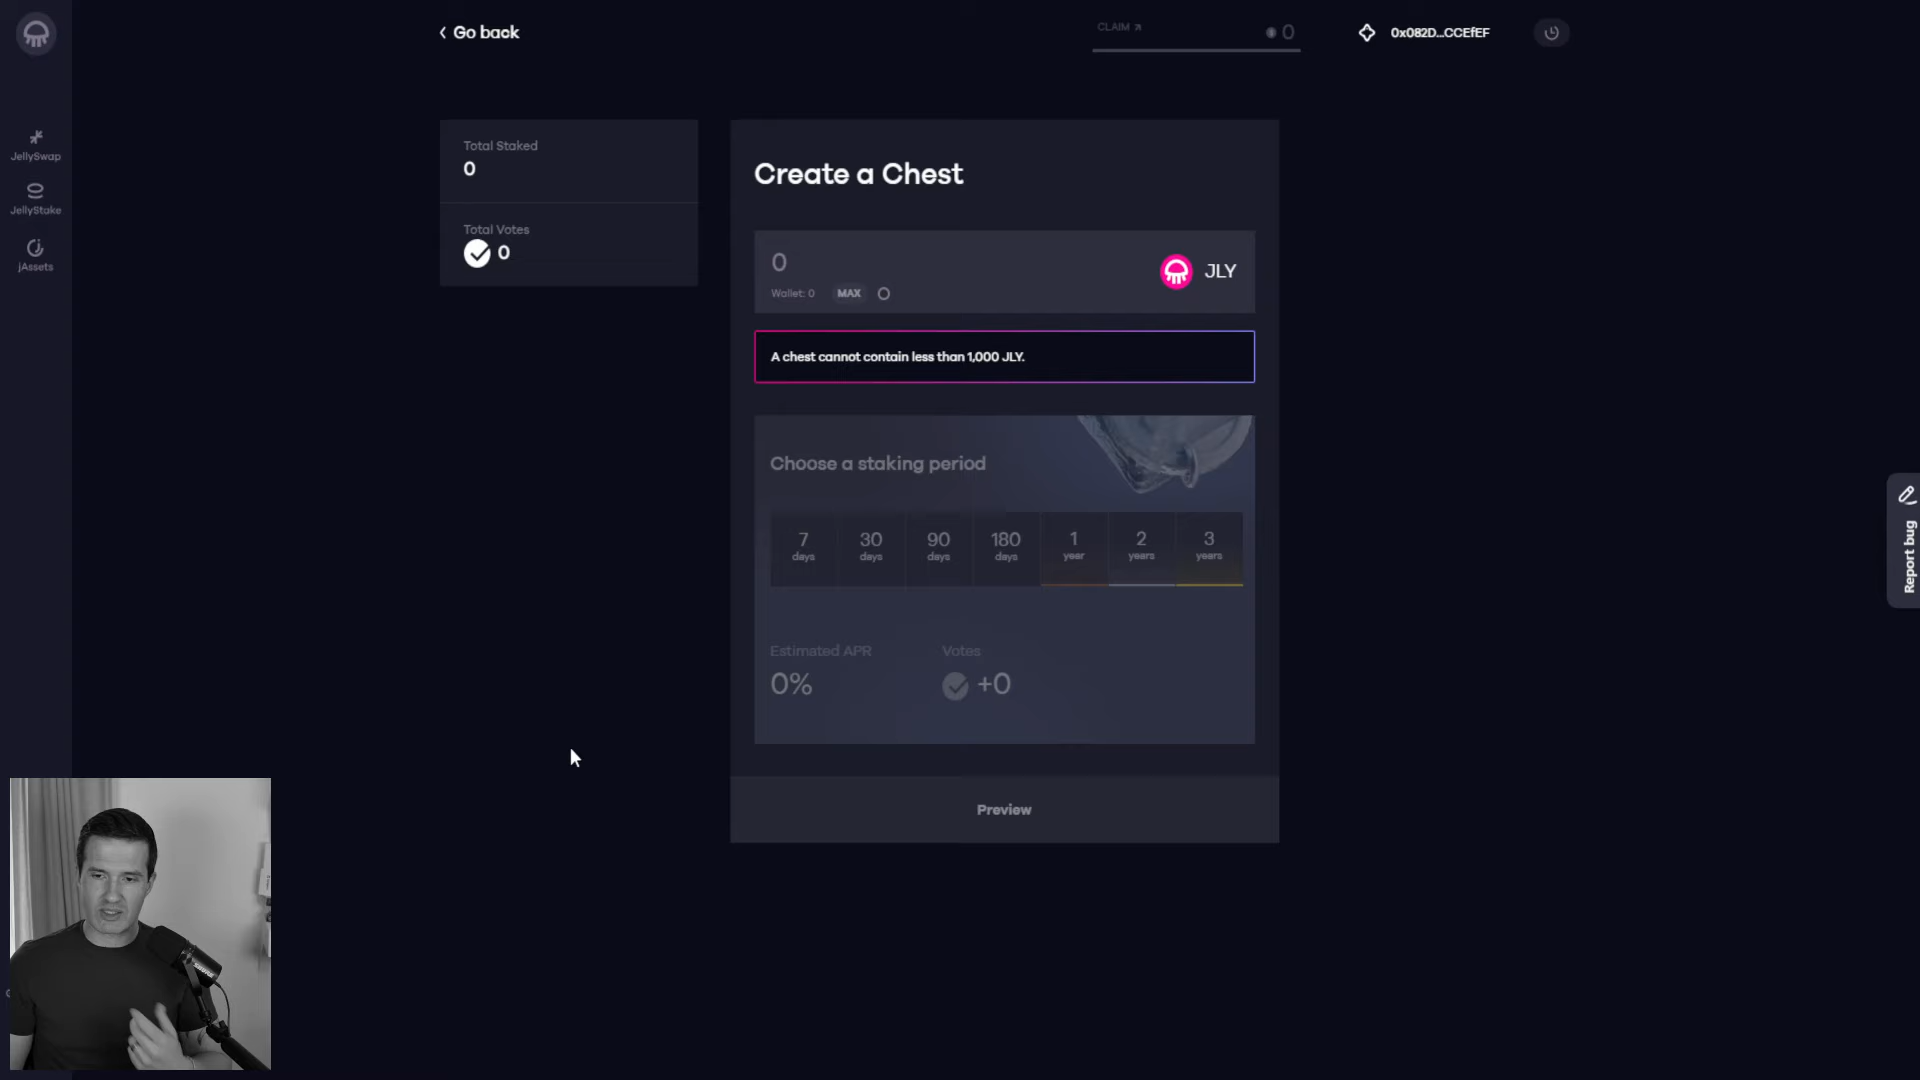 Go back
CLAIM
0
0x082D...CCEfEF
JellySwap
JellyStake
jAssets
Total Staked
0
Total Votes
0
Create a Chest
0
Wallet: 0
MAX
JLY
A chest cannot contain less than 1,000 JLY.
Choose a staking period
7 30 90 180 1 2 3
days days days days year years years
Estimated APR
0%
Votes
+0
Preview
Report bug